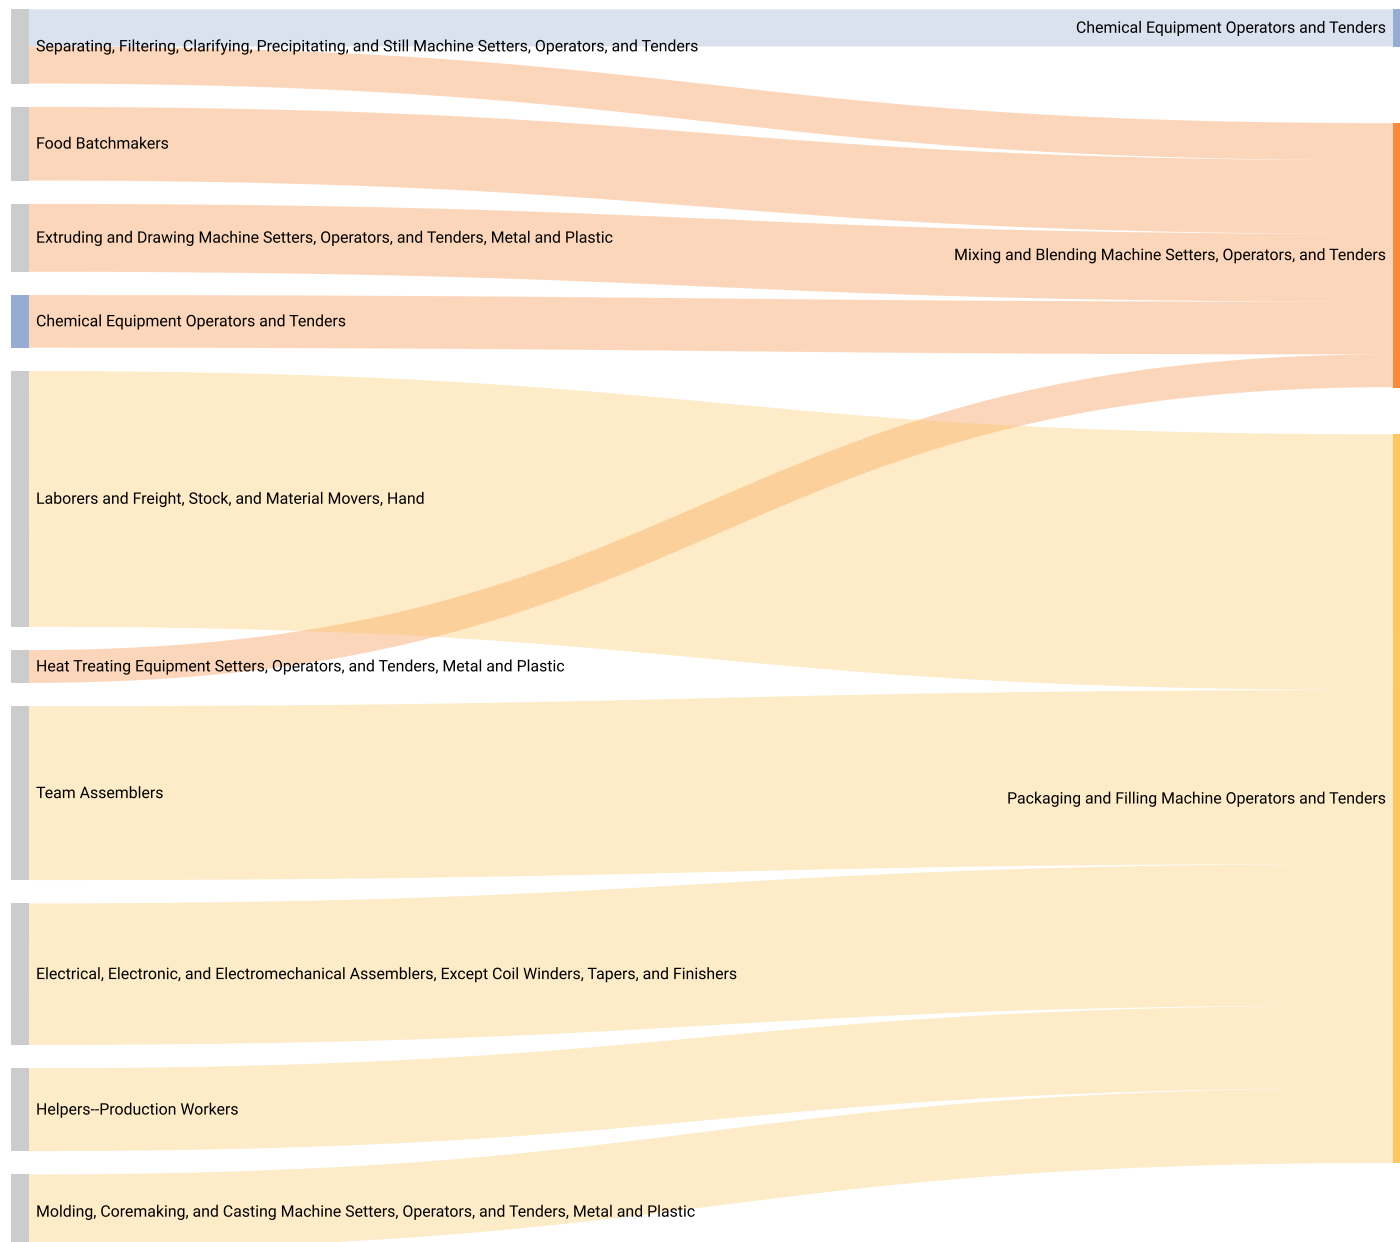 Chemical Equipment Operators and Tenders
Separating, Filtering, Clarifying, Precipitating, and Still Machine Setters, Operators, and Tenders
Food Batchmakers
Extruding and Drawing Machine Setters, Operators, and Tenders, Metal and Plastic
Mixing and Blending Machine Setters, Operators, and Tenders
Chemical Equipment Operators and Tenders
Laborers and Freight, Stock, and Material Movers, Hand
Heat Treating Equipment Setters, Operators, and Tenders, Metal and Plastic
Team Assemblers
Packaging and Filling Machine Operators and Tenders
Electrical, Electronic, and Electromechanical Assemblers, Except Coil Winders, Tapers, and Finishers
Helpers--Production Workers
Molding, Coremaking, and Casting Machine Setters, Operators, and Tenders, Metal and Plastic